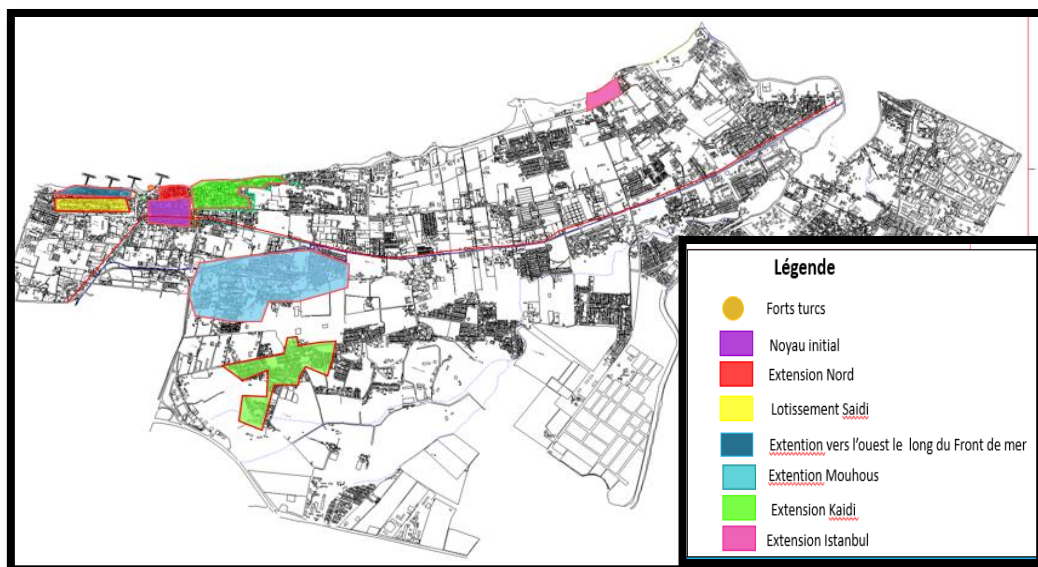 Légende
Forts turcs
Noyau initial
Extension Nord
Lotissement Saidi
Extention vers l'ouest le long du Front de mer
Extention Mouhous
Extension Kaidi
Extension Istanbul